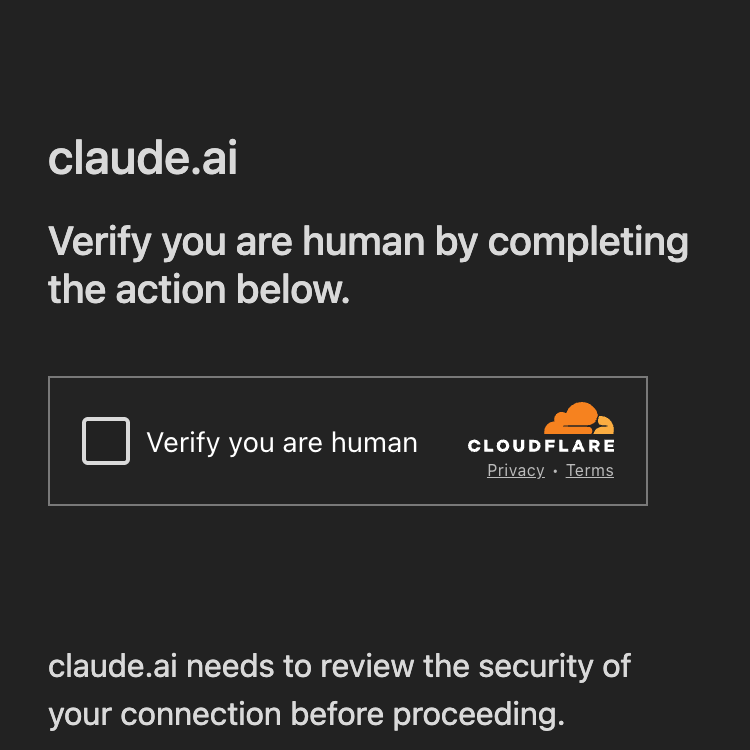 claude.ai
Verify you are human by completing
the action below.
Verify you are human
CLOUDFLARE
Privacy • Terms
claude.ai needs to review the security of
your connection before proceeding.